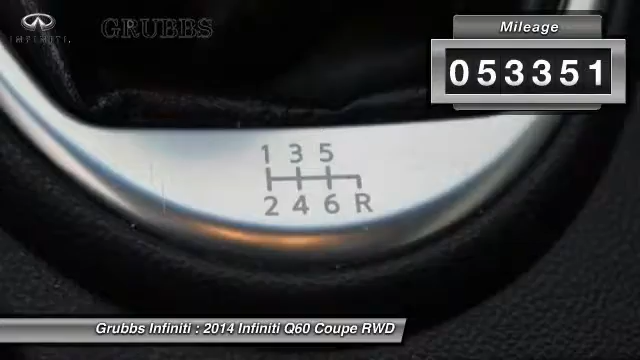 INFINITI
GRUBBS
Mileage
053351
1 3 5
2 4 6 R
Grubbs Infiniti : 2014 Infiniti Q60 Coupe RWD